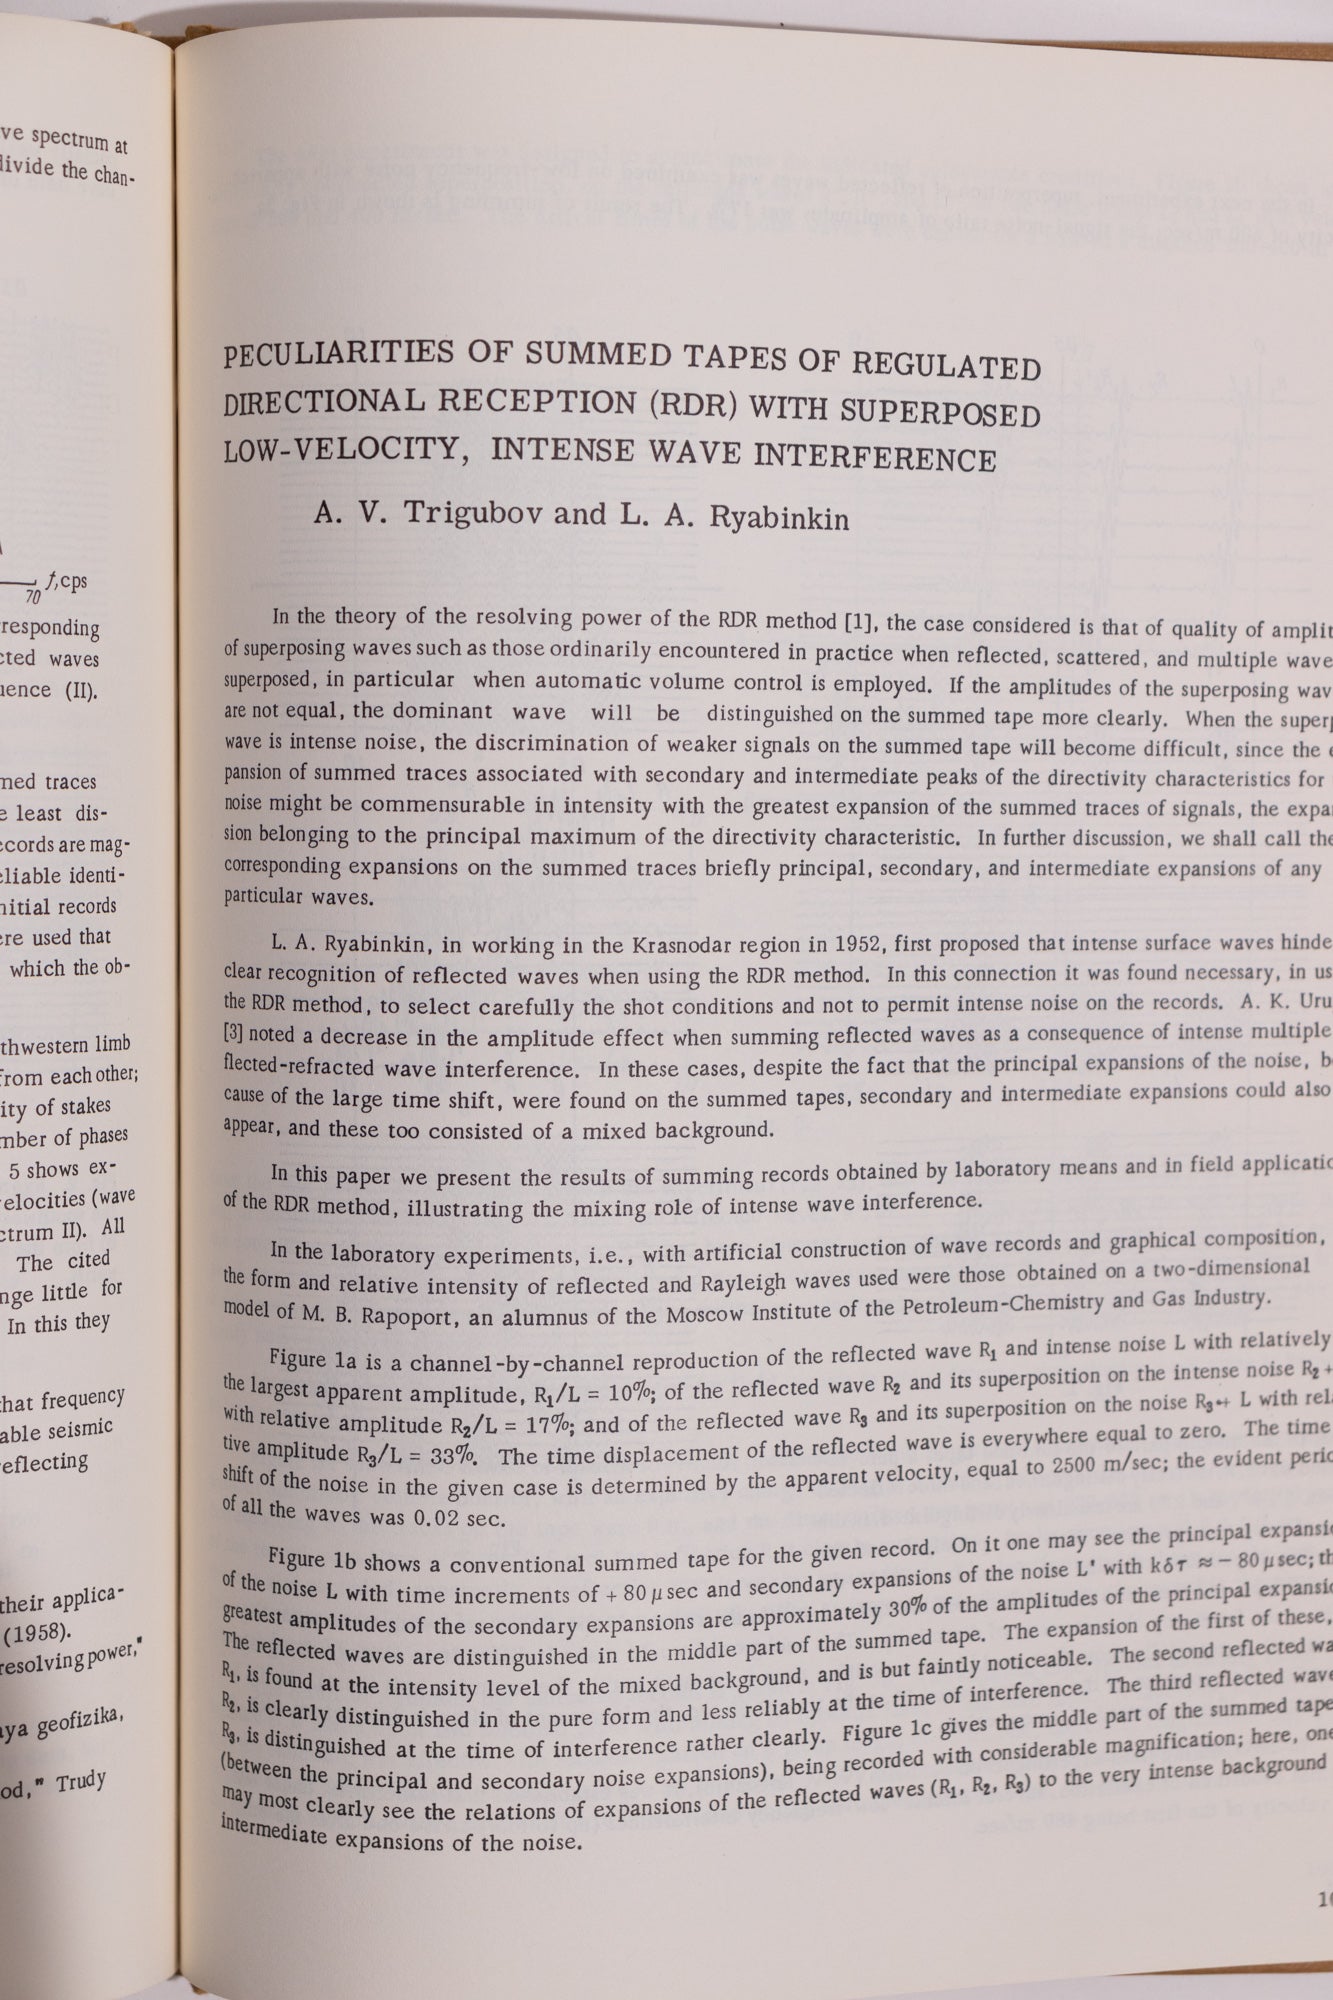 ve spectrum at
divide the chan-
70 f, cps
responding
cted waves
uence (II).
med traces
e least dis-
ecords are mag-
eliable identi-
nitial records
ere used that
which the ob-
thwestern limb
from each other;
ity of stakes
mber of phases
5 shows ex-
elocities (wave
ctrum II). All
The cited
nge little for
In this they
that frequency
able seismic
eflecting
their applica-
(1958).
resolving power,"
aya geofizika,
od," Trudy
PECULIARITIES OF SUMMED TAPES OF REGULATED
DIRECTIONAL RECEPTION (RDR) WITH SUPERPOSED
LOW-VELOCITY, INTENSE WAVE INTERFERENCE
A. V. Trigubov and L. A. Ryabinkin
In the theory of the resolving power of the RDR method [1], the case considered is that of quality of amplit
of superposing waves such as those ordinarily encountered in practice when reflected, scattered, and multiple wave
superposed, in particular when automatic volume control is employed. If the amplitudes of the superposing wav
are not equal, the dominant wave will be distinguished on the summed tape more clearly. When the superp
wave is intense noise, the discrimination of weaker signals on the summed tape will become difficult, since the e
pansion of summed traces associated with secondary and intermediate peaks of the directivity characteristics for
noise might be commensurable in intensity with the greatest expansion of the summed traces of signals, the expa
sion belonging to the principal maximum of the directivity characteristic. In further discussion, we shall call the
corresponding expansions on the summed traces briefly principal, secondary, and intermediate expansions of any
particular waves.
L. A. Ryabinkin, in working in the Krasnodar region in 1952, first proposed that intense surface waves hinde
clear recognition of reflected waves when using the RDR method. In this connection it was found necessary, in us
the RDR method, to select carefully the shot conditions and not to permit intense noise on the records. A. K. Uru
[3] noted a decrease in the amplitude effect when summing reflected waves as a consequence of intense multiple
flected-refracted wave interference. In these cases, despite the fact that the principal expansions of the noise, b
cause of the large time shift, were found on the summed tapes, secondary and intermediate expansions could also
appear, and these too consisted of a mixed background.
In this paper we present the results of summing records obtained by laboratory means and in field applicatio
of the RDR method, illustrating the mixing role of intense wave interference.
In the laboratory experiments, i.e., with artificial construction of wave records and graphical composition,
the form and relative intensity of reflected and Rayleigh waves used were those obtained on a two-dimensional
model of M. B. Rapoport, an alumnus of the Moscow Institute of the Petroleum-Chemistry and Gas Industry.
Figure 1a is a channel-by-channel reproduction of the reflected wave R₁ and intense noise L with relatively
the largest apparent amplitude, R₁/L = 10%; of the reflected wave R₂ and its superposition on the intense noise R₂ +
with relative amplitude R₂/L = 17%; and of the reflected wave R₃ and its superposition on the noise R₃ + L with rel
tive amplitude R₃/L = 33%. The time displacement of the reflected wave is everywhere equal to zero. The time
shift of the noise in the given case is determined by the apparent velocity, equal to 2500 m/sec; the evident perio
of all the waves was 0.02 sec.
Figure 1b shows a conventional summed tape for the given record. On it one may see the principal expansio
of the noise L with time increments of + 80 μsec and secondary expansions of the noise L' with kδτ ≈ − 80 μsec; th
greatest amplitudes of the secondary expansions are approximately 30% of the amplitudes of the principal expansio
The reflected waves are distinguished in the middle part of the summed tape. The expansion of the first of these,
R₁, is found at the intensity level of the mixed background, and is but faintly noticeable. The second reflected wa
R₂, is clearly distinguished in the pure form and less reliably at the time of interference. The third reflected wave
R₃, is distinguished at the time of interference rather clearly. Figure 1c gives the middle part of the summed tape
(between the principal and secondary noise expansions), being recorded with considerable magnification; here, one
may most clearly see the relations of expansions of the reflected waves (R₁, R₂, R₃) to the very intense background
intermediate expansions of the noise.